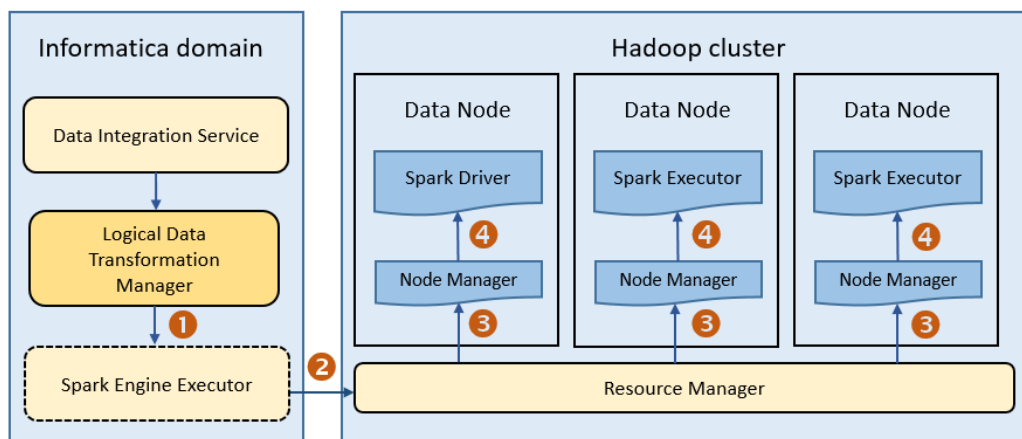 Informatica domain
Data Integration Service
Logical Data
Transformation
Manager
1
Spark Engine Executor
2
Hadoop cluster
Data Node
Spark Driver
4
Node Manager
3
Data Node
Spark Executor
4
Node Manager
3
Data Node
Spark Executor
4
Node Manager
3
Resource Manager